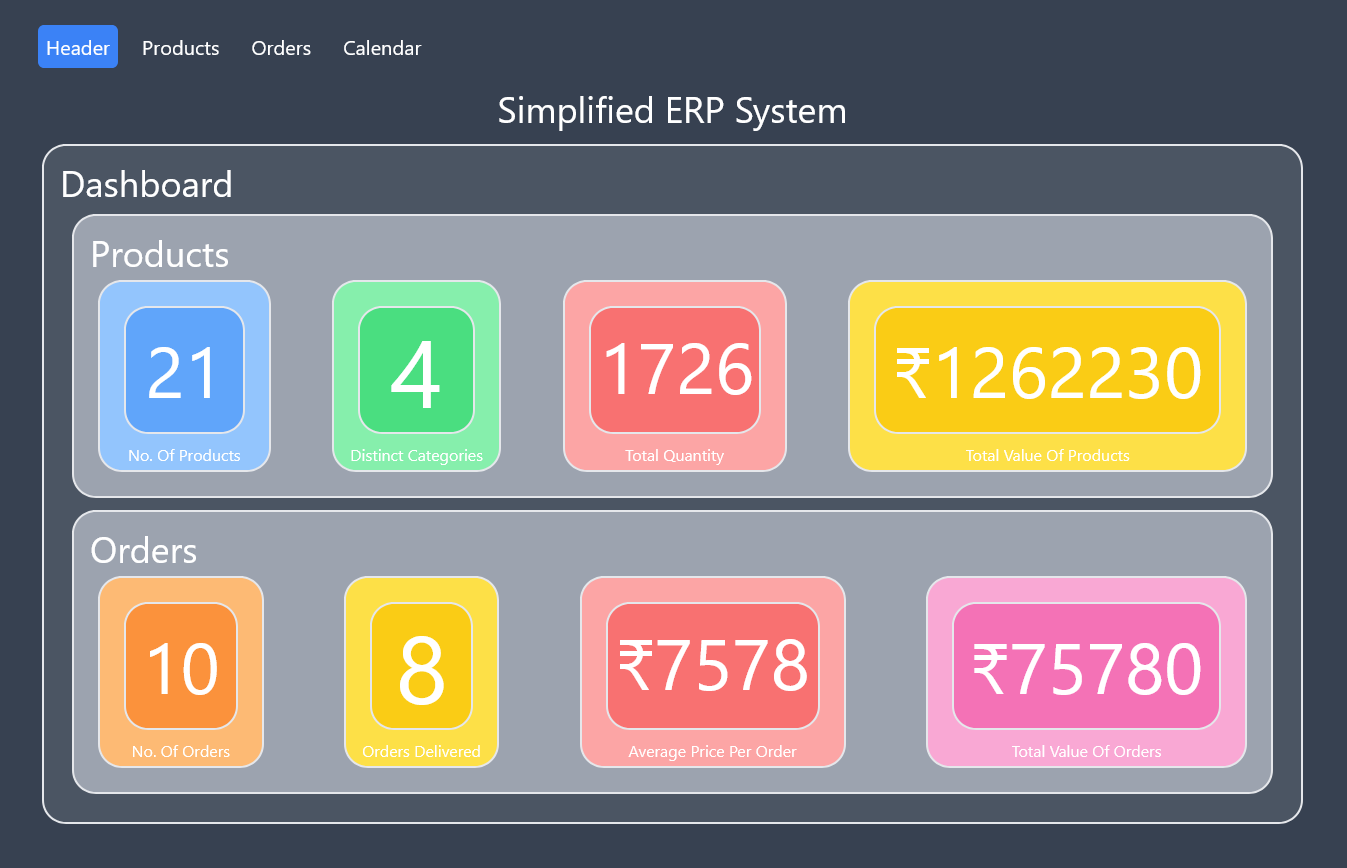 Header Products Orders Calendar
Simplified ERP System
Dashboard
Products
21 4 1726 ₹1262230
No. Of Products Distinct Categories Total Quantity Total Value Of Products
Orders
10 8 ₹7578 ₹75780
No. Of Orders Orders Delivered Average Price Per Order Total Value Of Orders